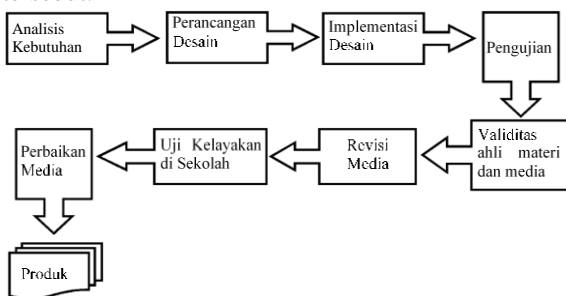 Analisis
Kebutuhan
Perancangan
Desain
Implementasi
Desain
Pengujian
Validitas
ahli materi
dan media
Revisi
Media
Uji Kelayakan
di Sekolah
Perbaikan
Media
Produk